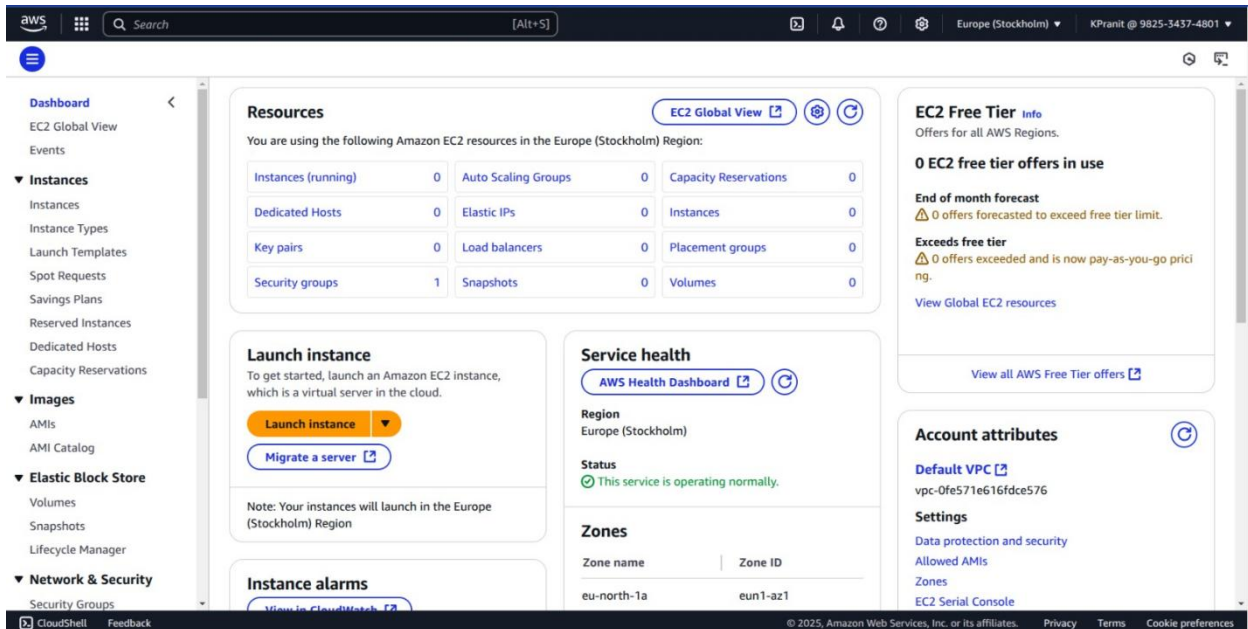 aws
Search
[Alt+S]
Europe (Stockholm)
KPranit @ 9825-3437-4801
Dashboard
EC2 Global View
Events
Instances
Instances
Instance Types
Launch Templates
Spot Requests
Savings Plans
Reserved Instances
Dedicated Hosts
Capacity Reservations
Images
AMIs
AMI Catalog
Elastic Block Store
Volumes
Snapshots
Lifecycle Manager
Network & Security
Security Groups
Resources
EC2 Global View
You are using the following Amazon EC2 resources in the Europe (Stockholm) Region:
Instances (running) 0 Auto Scaling Groups 0 Capacity Reservations 0
Dedicated Hosts 0 Elastic IPs 0 Instances 0
Key pairs 0 Load balancers 0 Placement groups 0
Security groups 1 Snapshots 0 Volumes 0
Launch instance
To get started, launch an Amazon EC2 instance,
which is a virtual server in the cloud.
Launch instance
Migrate a server
Note: Your instances will launch in the Europe
(Stockholm) Region
Instance alarms
View in CloudWatch
Service health
AWS Health Dashboard
Region
Europe (Stockholm)
Status
This service is operating normally.
Zones
Zone name Zone ID
eu-north-1a eun1-az1
EC2 Free Tier Info
Offers for all AWS Regions.
0 EC2 free tier offers in use
End of month forecast
0 offers forecasted to exceed free tier limit.
Exceeds free tier
0 offers exceeded and is now pay-as-you-go prici
ng.
View Global EC2 resources
View all AWS Free Tier offers
Account attributes
Default VPC
vpc-0fe571e616fdce576
Settings
Data protection and security
Allowed AMIs
Zones
EC2 Serial Console
CloudShell Feedback
© 2025, Amazon Web Services, Inc. or its affiliates. Privacy Terms Cookie preferences